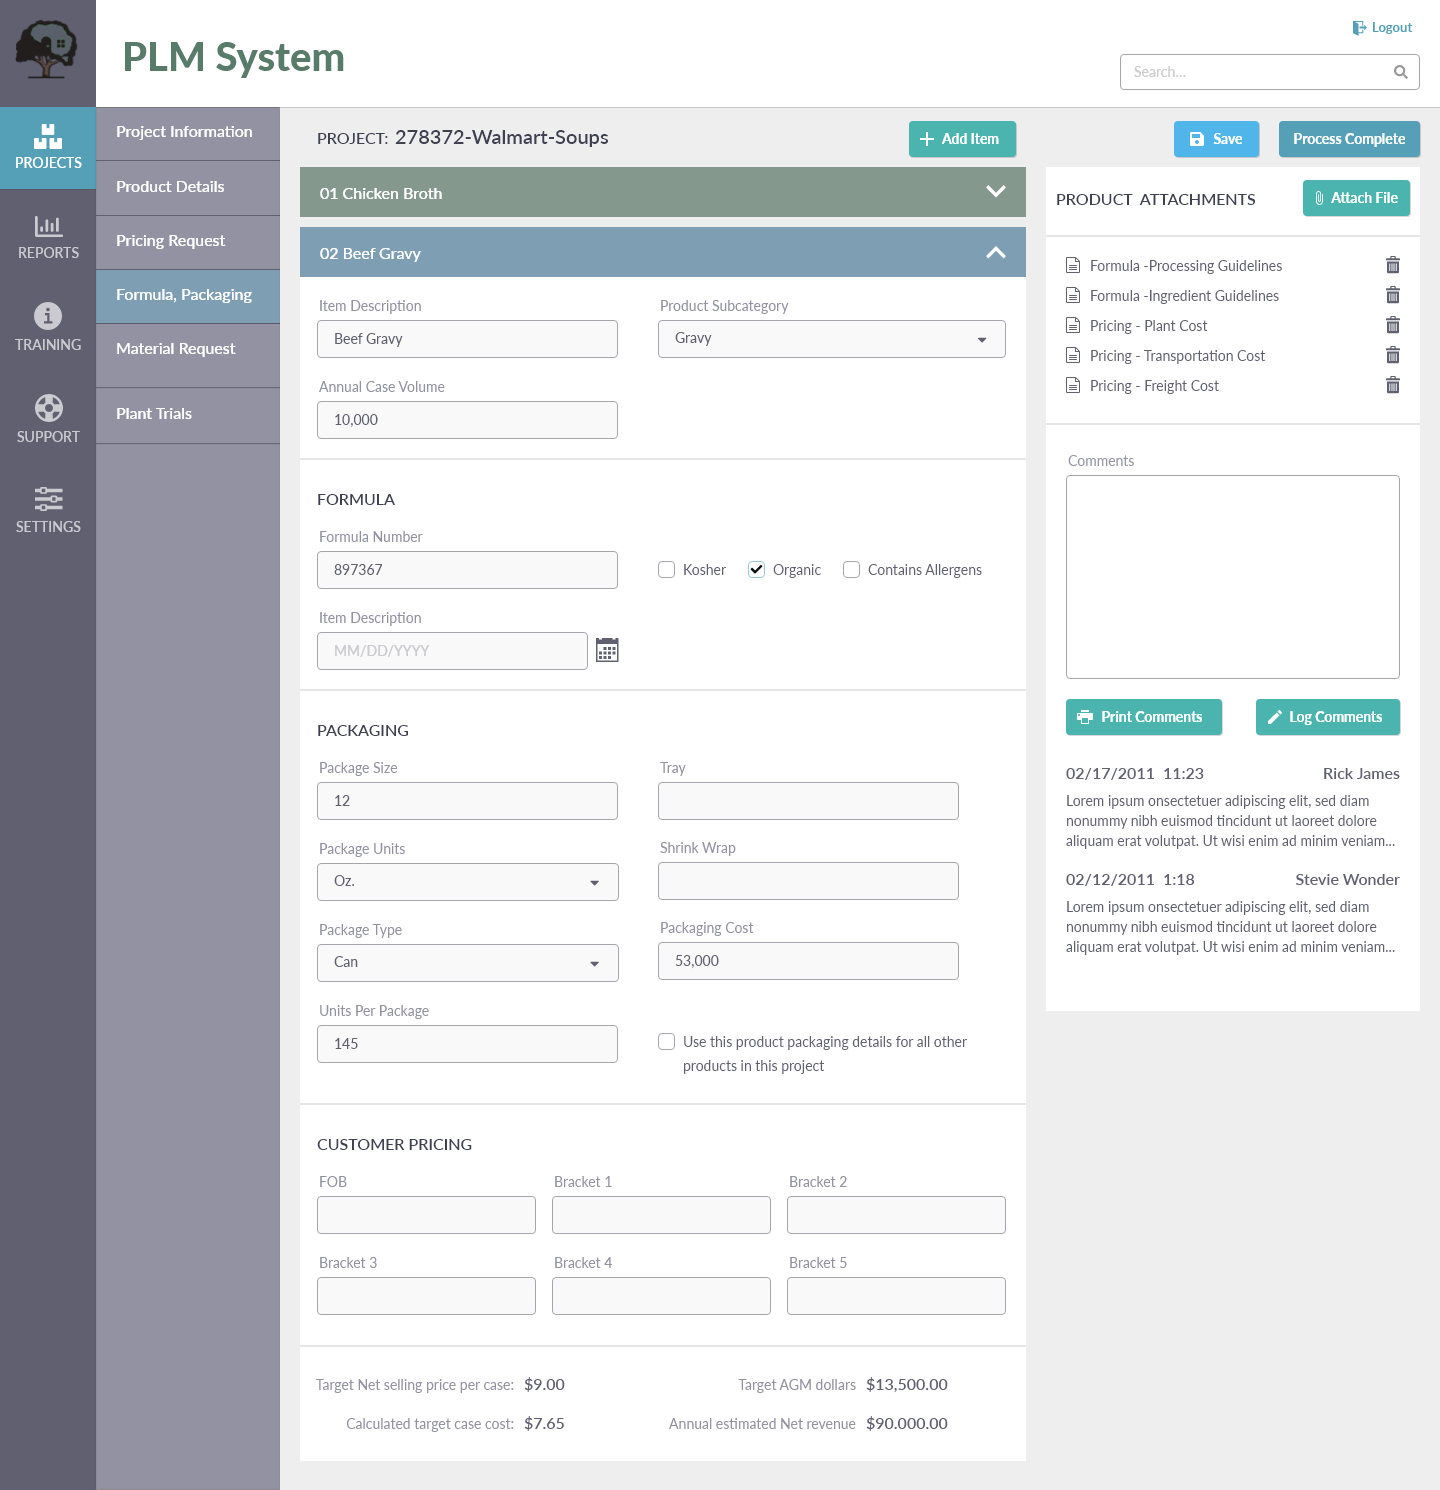 PLM System
Logout
Search...
PROJECTS
REPORTS
TRAINING
SUPPORT
SETTINGS
Project Information
Product Details
Pricing Request
Formula, Packaging
Material Request
Plant Trials
PROJECT: 278372-Walmart-Soups
Add Item
Save
Process Complete
01 Chicken Broth
02 Beef Gravy
Item Description
Product Subcategory
Beef Gravy
Gravy
Annual Case Volume
10,000
FORMULA
Formula Number
897367
Kosher
Organic
Contains Allergens
Item Description
MM/DD/YYYY
PACKAGING
Package Size
Tray
12
Package Units
Shrink Wrap
Oz.
Package Type
Packaging Cost
Can
53,000
Units Per Package
145
Use this product packaging details for all other
products in this project
CUSTOMER PRICING
FOB
Bracket 1
Bracket 2
Bracket 3
Bracket 4
Bracket 5
Target Net selling price per case: $9.00
Target AGM dollars $13,500.00
Calculated target case cost: $7.65
Annual estimated Net revenue $90.000.00
PRODUCT ATTACHMENTS
Attach File
Formula -Processing Guidelines
Formula -Ingredient Guidelines
Pricing - Plant Cost
Pricing - Transportation Cost
Pricing - Freight Cost
Comments
Print Comments
Log Comments
02/17/2011 11:23 Rick James
Lorem ipsum onsectetuer adipiscing elit, sed diam
nonummy nibh euismod tincidunt ut laoreet dolore
aliquam erat volutpat. Ut wisi enim ad minim veniam...
02/12/2011 1:18 Stevie Wonder
Lorem ipsum onsectetuer adipiscing elit, sed diam
nonummy nibh euismod tincidunt ut laoreet dolore
aliquam erat volutpat. Ut wisi enim ad minim veniam...